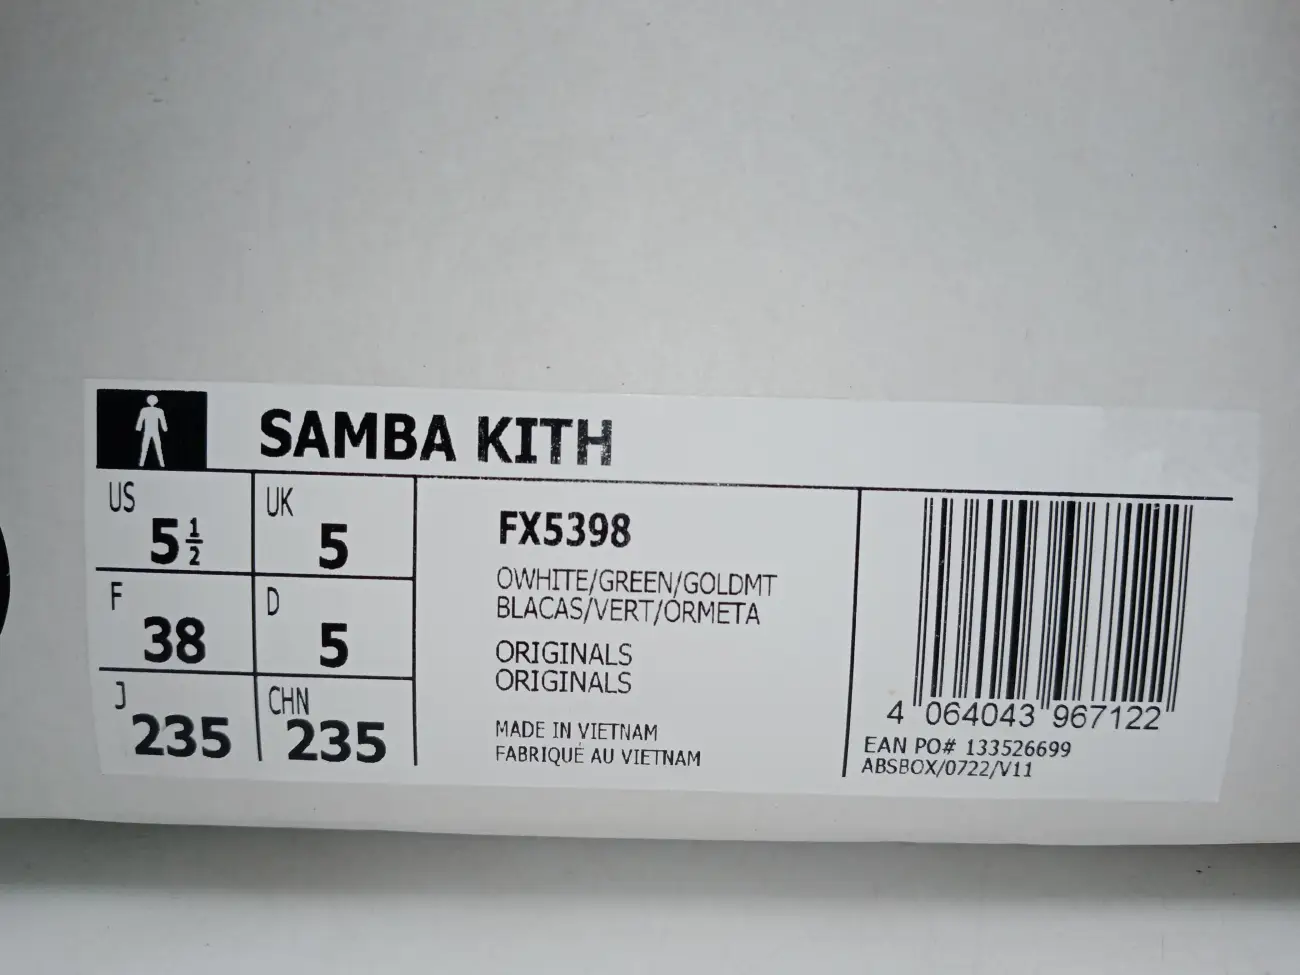 SAMBA KITH
US 5 1/2
UK 5
F 38
D 5
J 235
CHN 235
FX5398
OWHITE/GREEN/GOLDMT
BLACAS/VERT/ORMETA
ORIGINALS
ORIGINALS
MADE IN VIETNAM
FABRIQUÉ AU VIETNAM
4 064043 967122
EAN PO# 133526699
ABSBOX/0722/V11